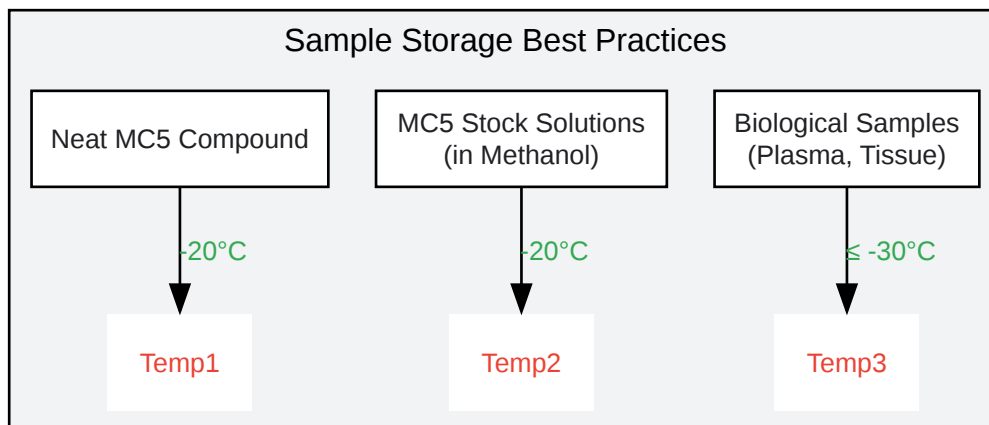 Sample Storage Best Practices
Neat MC5 Compound
MC5 Stock Solutions
(in Methanol)
Biological Samples
(Plasma, Tissue)
-20°C
-20°C
≤ -30°C
Temp1
Temp2
Temp3